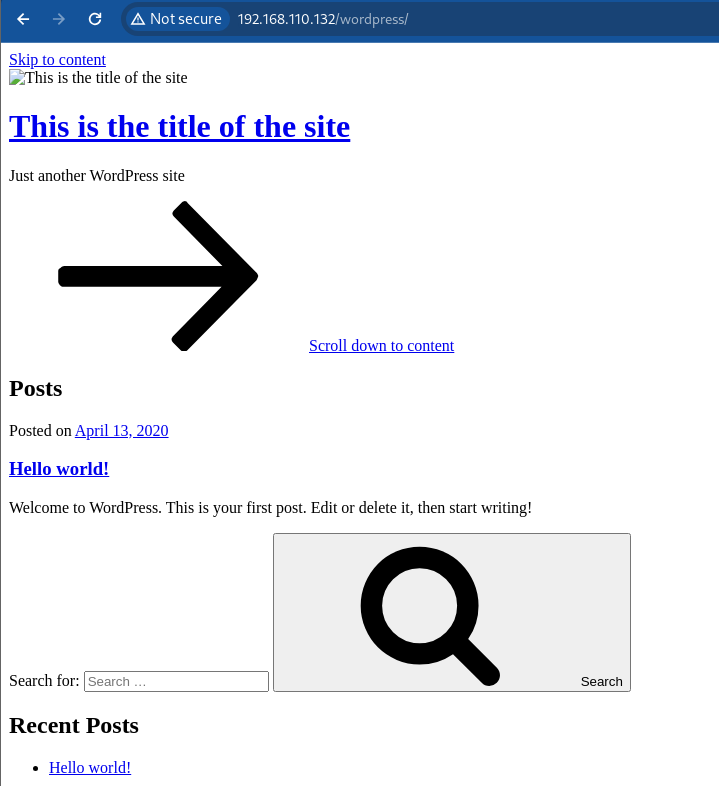 Not secure 192.168.110.132/wordpress/
Skip to content
This is the title of the site
This is the title of the site
Just another WordPress site
Scroll down to content
Posts
Posted on April 13, 2020
Hello world!
Welcome to WordPress. This is your first post. Edit or delete it, then start writing!
Search for: Search … Search
Recent Posts
Hello world!